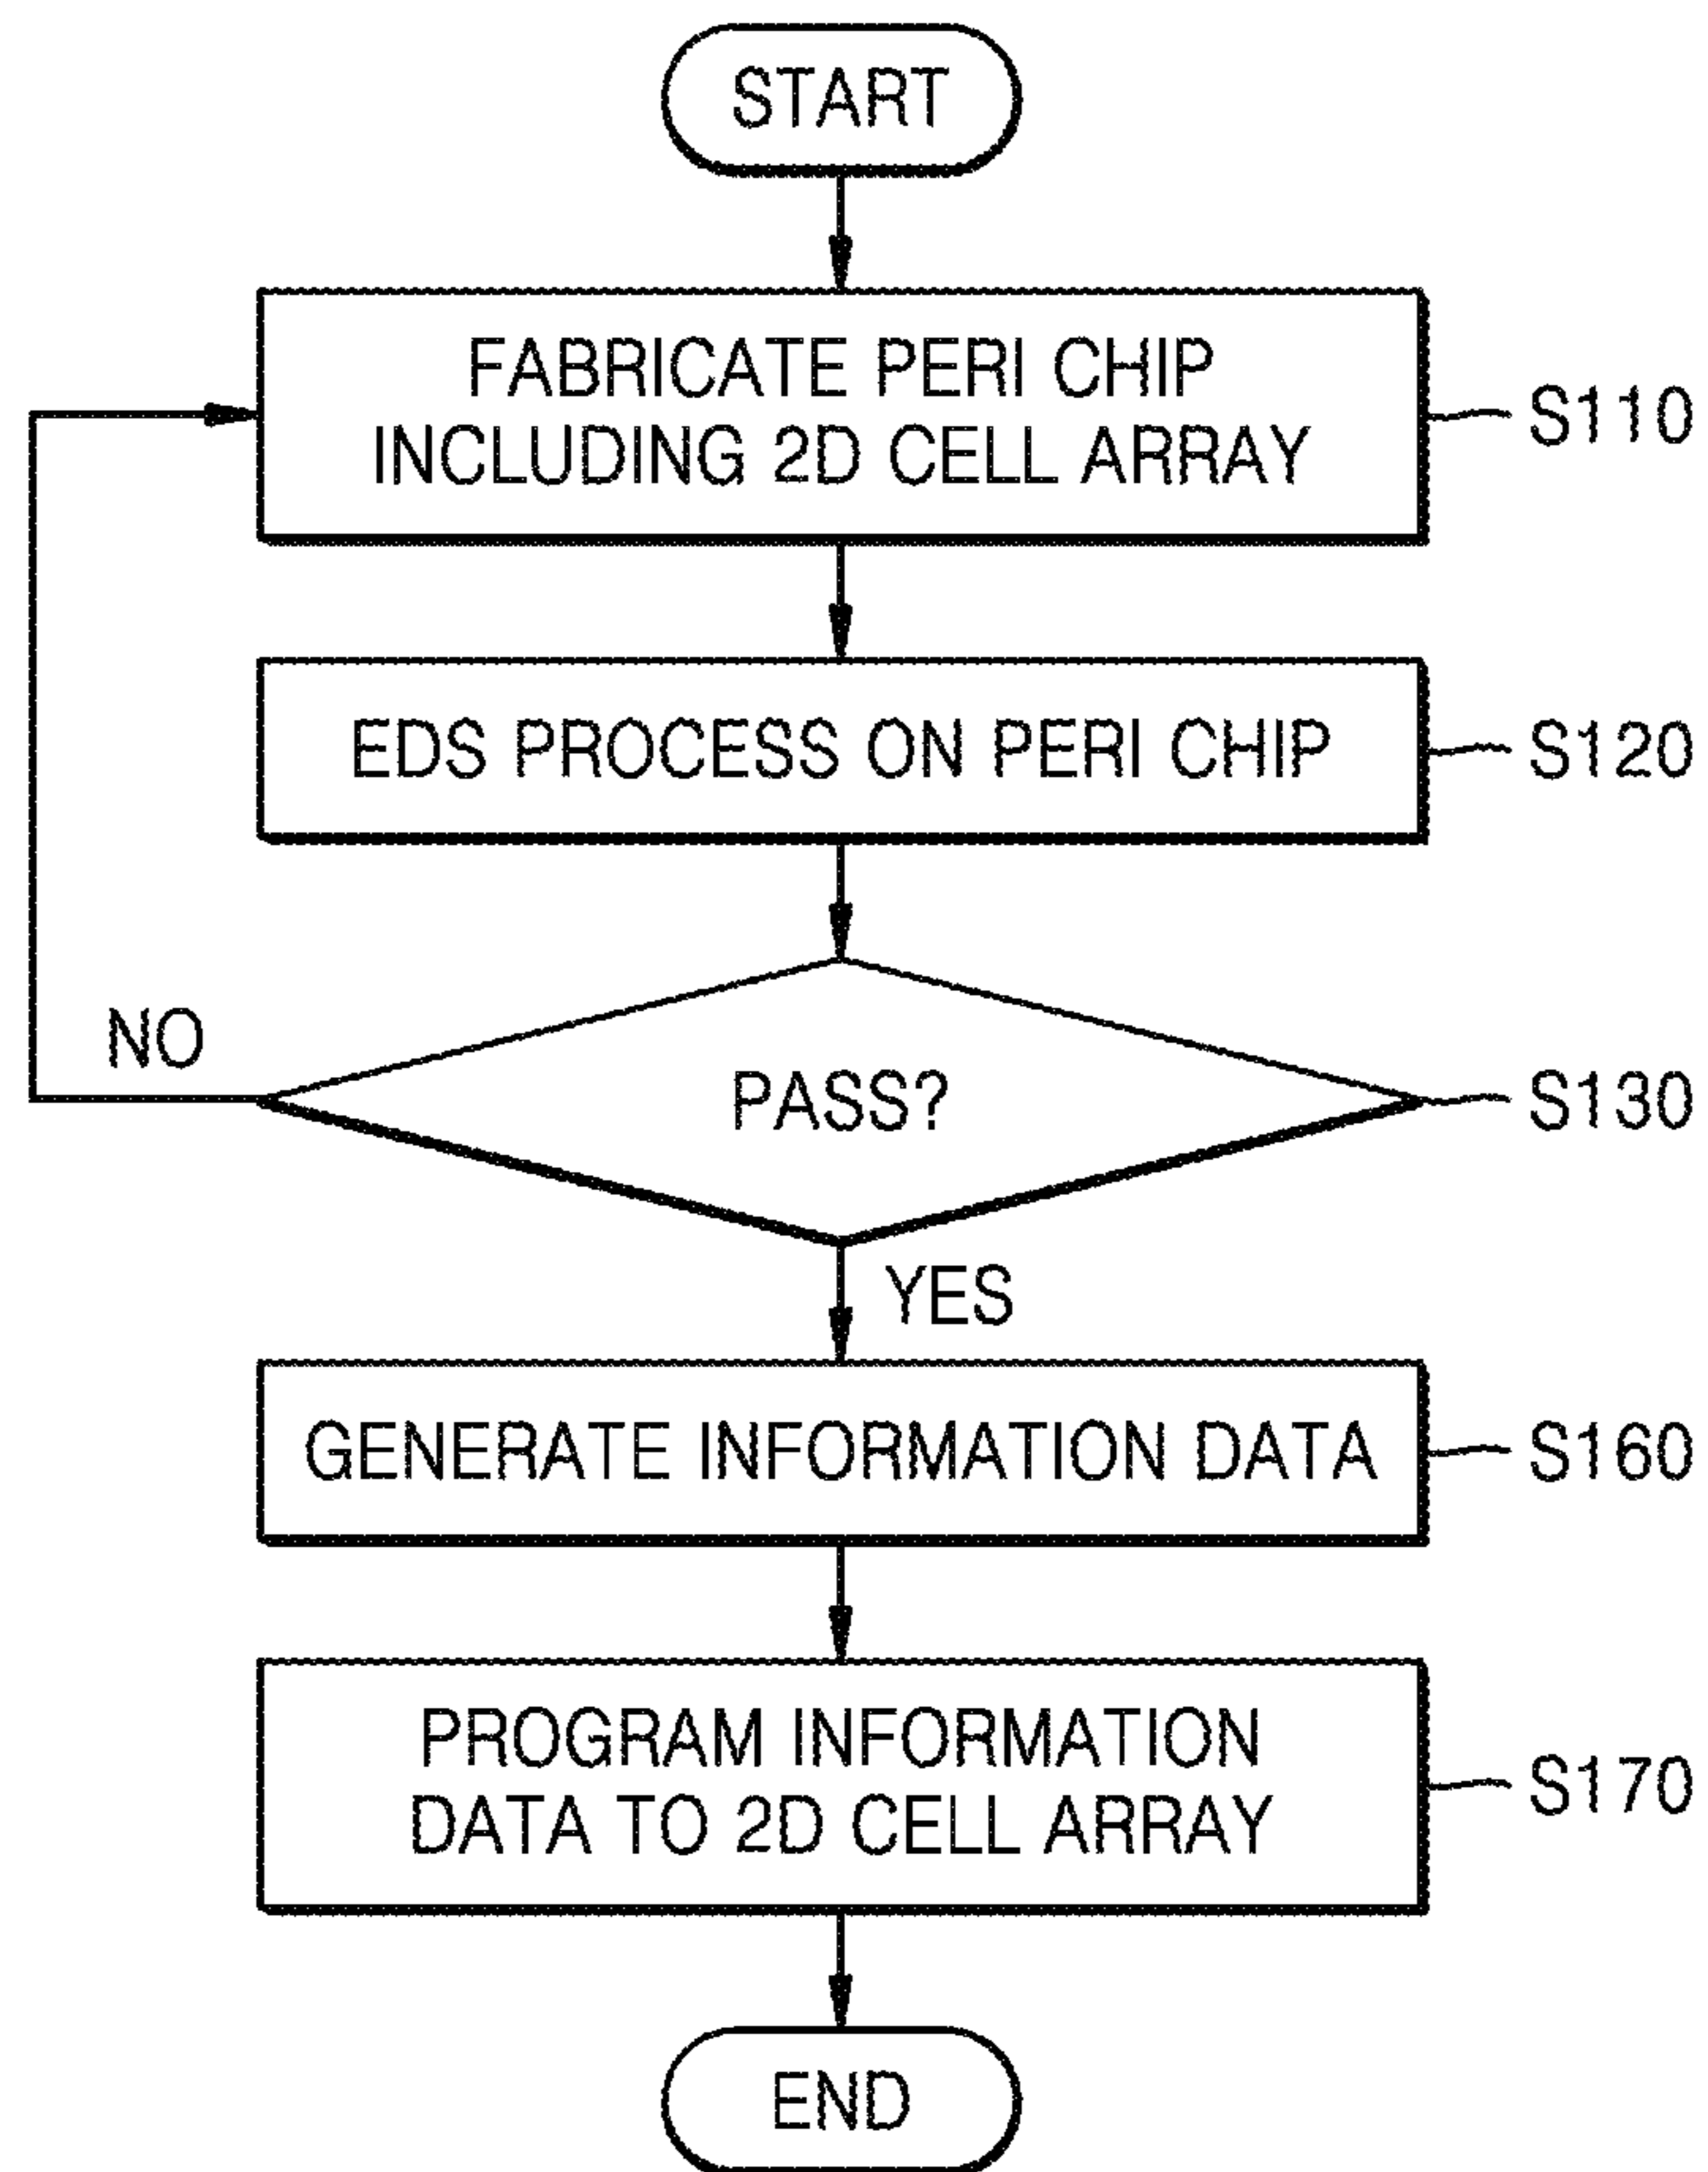 START
FABRICATE PERI CHIP
INCLUDING 2D CELL ARRAY
S110
EDS PROCESS ON PERI CHIP
S120
NO
PASS?
S130
YES
GENERATE INFORMATION DATA
S160
PROGRAM INFORMATION
DATA TO 2D CELL ARRAY
S170
END